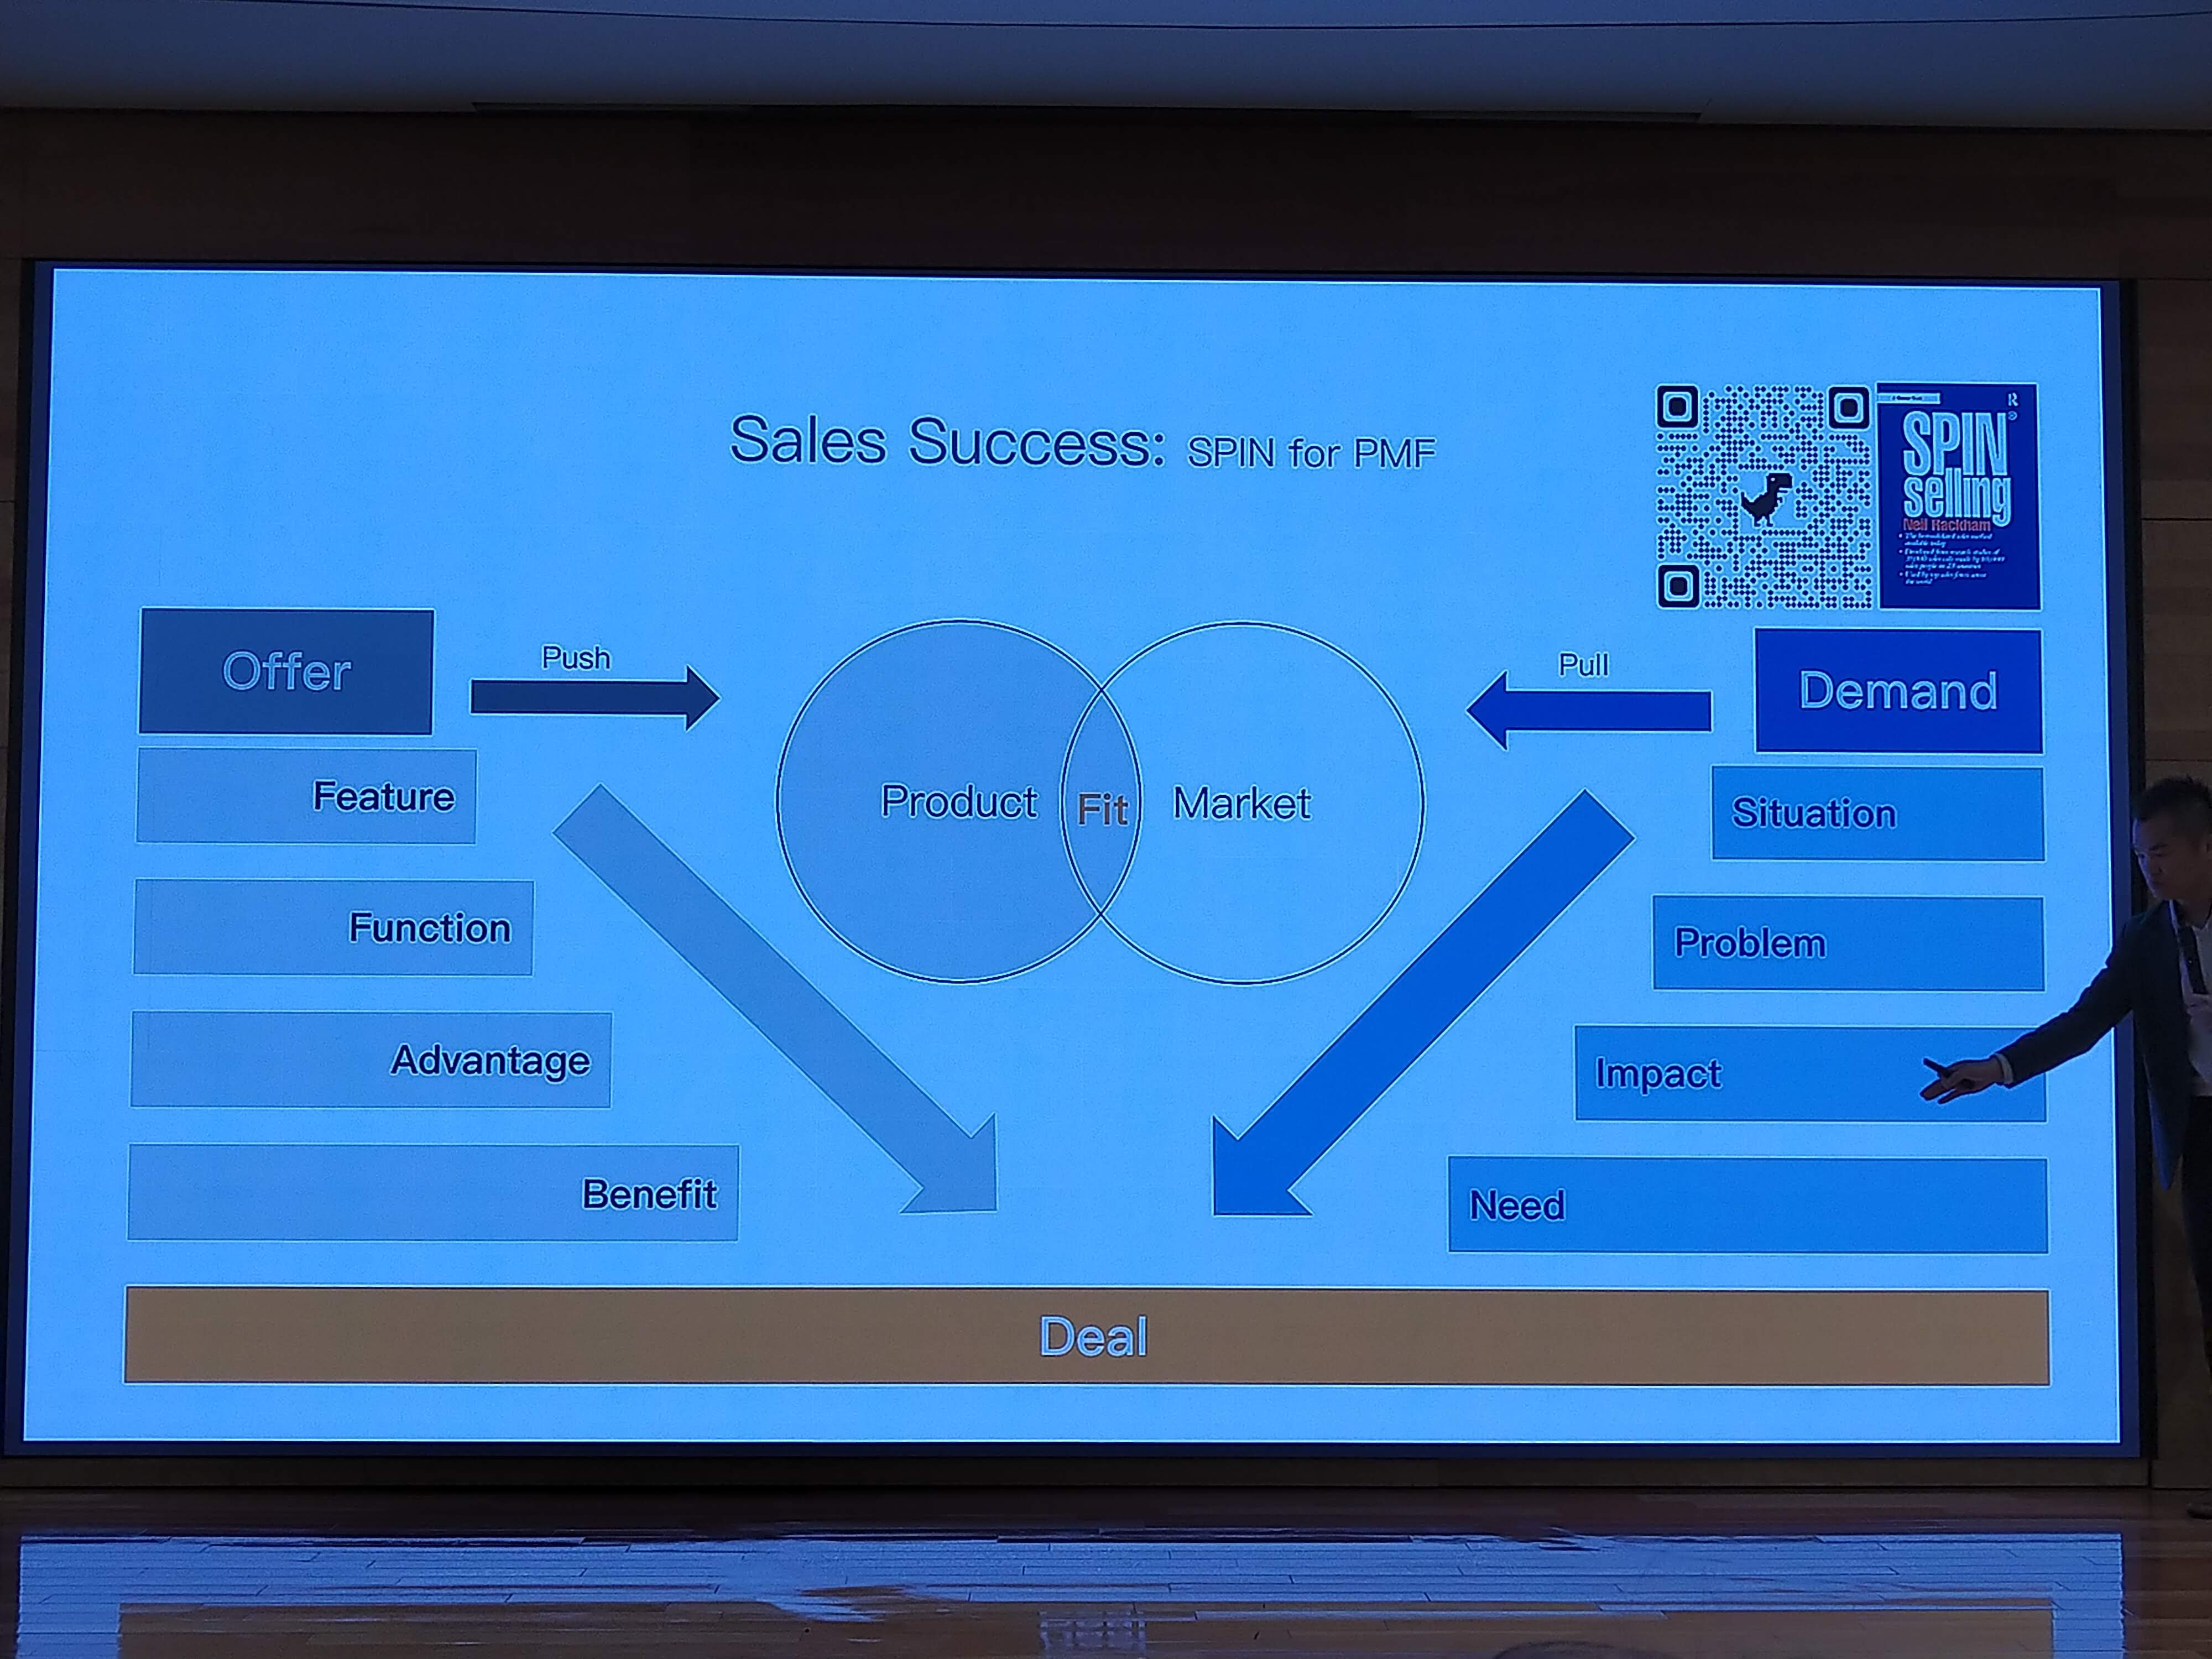 Sales Success: SPIN for PMF
SPIN
selling
Neil Rackham
Offer
Push
Pull
Demand
Feature
Product
Fit
Market
Situation
Function
Problem
Advantage
Impact
Benefit
Need
Deal